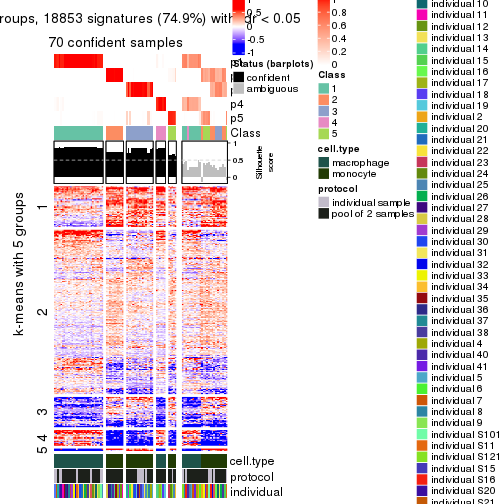 roups, 18853 signatures (74.9%) with
r < 0.05
70 confident samples
p4
p5
Class
1
0.5
0
Silhouette
score
k-means with 5 groups
1
2
3
4
5
cell.type
protocol
individual
0
-0.5
-1
Status (barplots)
confident
ambiguous
0.8
0.6
0.4
0.2
0
Class
1
2
3
4
5
cell.type
macrophage
monocyte
protocol
individual sample
pool of 2 samples
individual 10
individual 11
individual 12
individual 13
individual 14
individual 15
individual 16
individual 17
individual 18
individual 19
individual 2
individual 20
individual 21
individual 22
individual 23
individual 24
individual 25
individual 26
individual 27
individual 28
individual 29
individual 30
individual 31
individual 32
individual 33
individual 34
individual 35
individual 36
individual 37
individual 38
individual 4
individual 40
individual 41
individual 5
individual 6
individual 7
individual 8
individual 9
individual S101
individual S11
individual S121
individual S15
individual S16
individual S20
individual S21